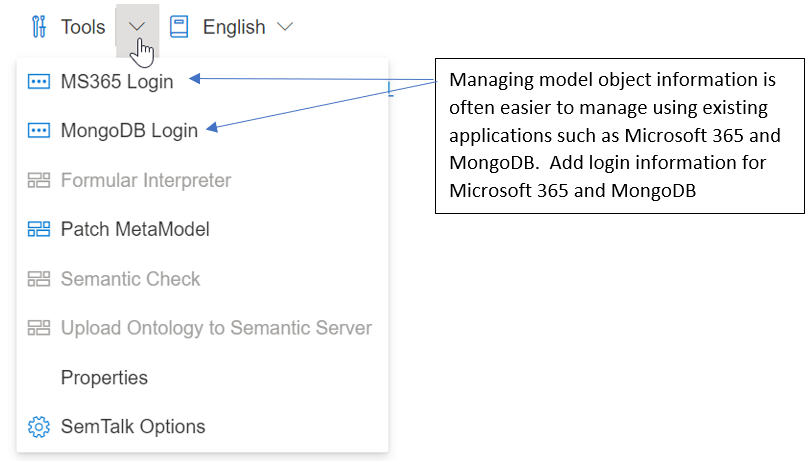 Tools English
MS365 Login
MongoDB Login
Formular Interpreter
Patch MetaModel
Semantic Check
Upload Ontology to Semantic Server
Properties
SemTalk Options
Managing model object information is
often easier to manage using existing
applications such as Microsoft 365 and
MongoDB.  Add login information for
Microsoft 365 and MongoDB